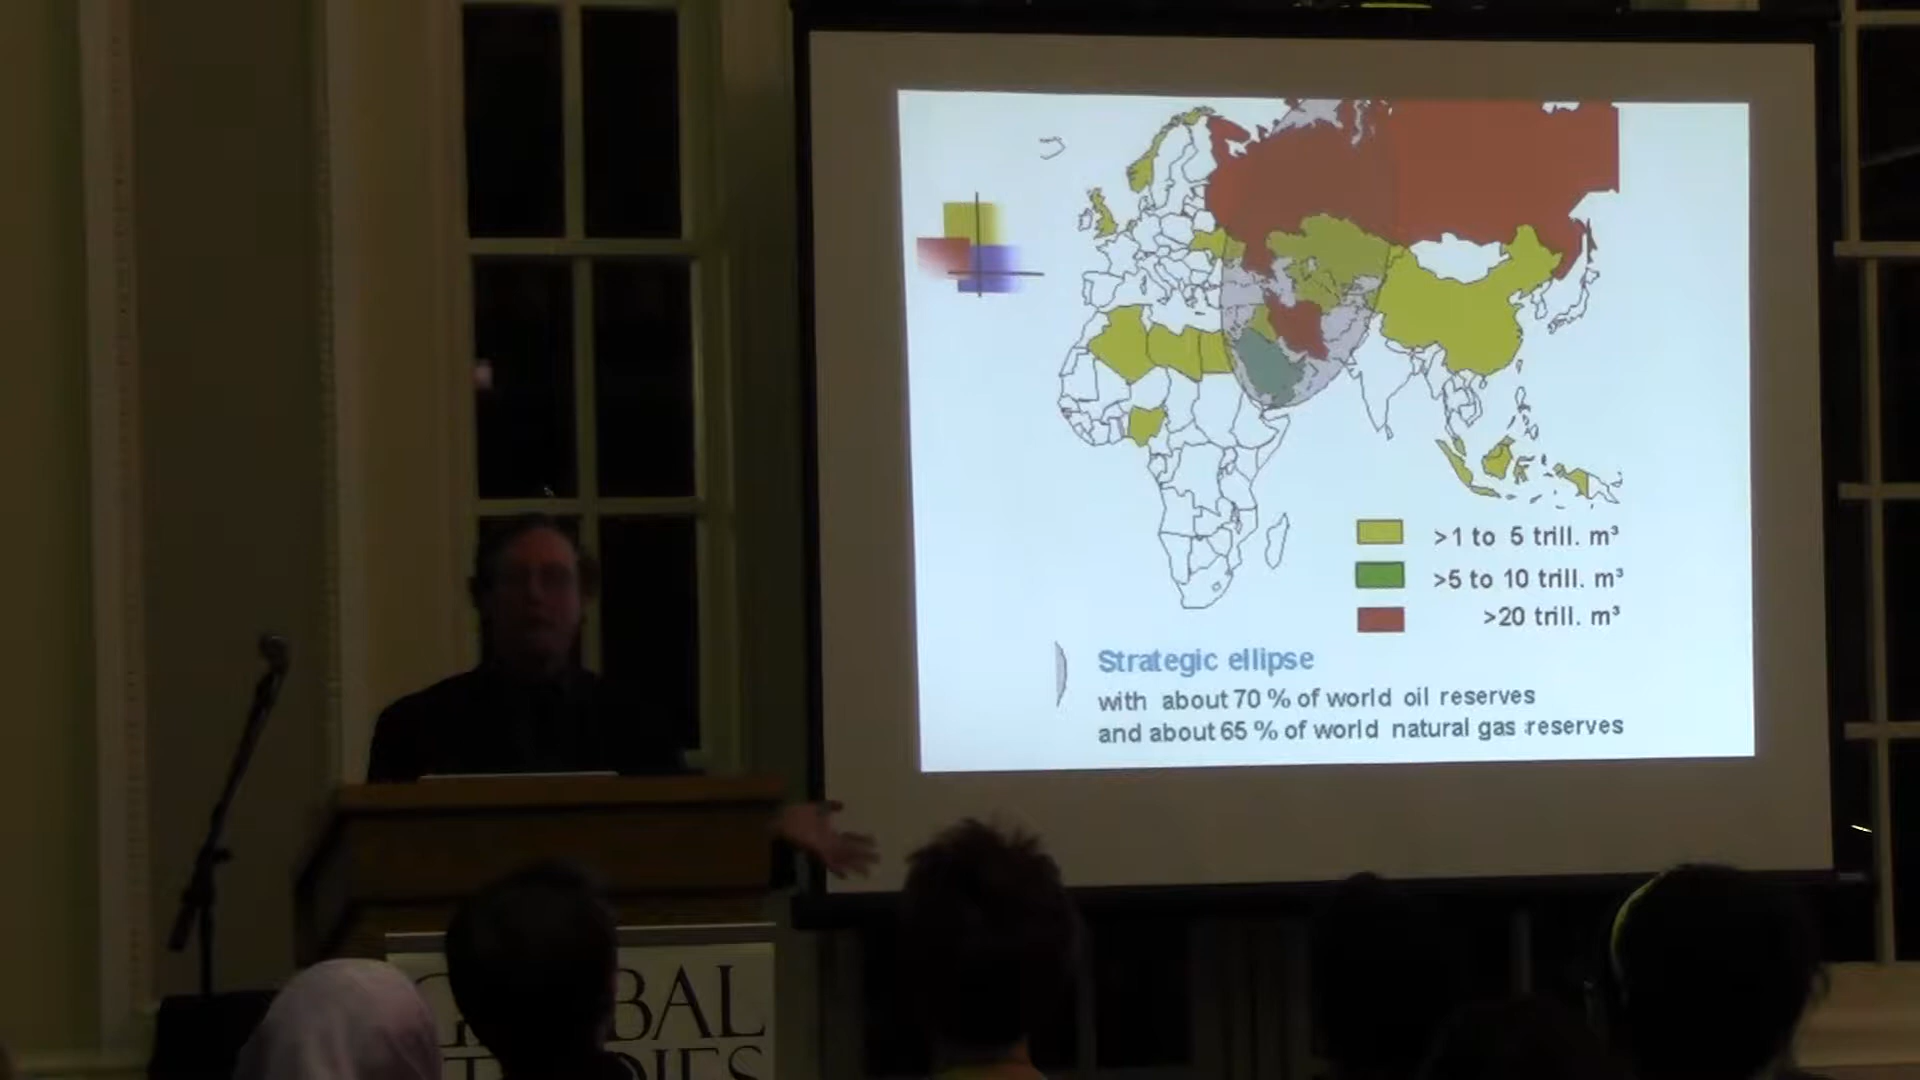 >1 to 5 trill. m³
>5 to 10 trill. m³
>20 trill. m³
Strategic ellipse
with about 70 % of world oil reserves
and about 65 % of world natural gas reserves